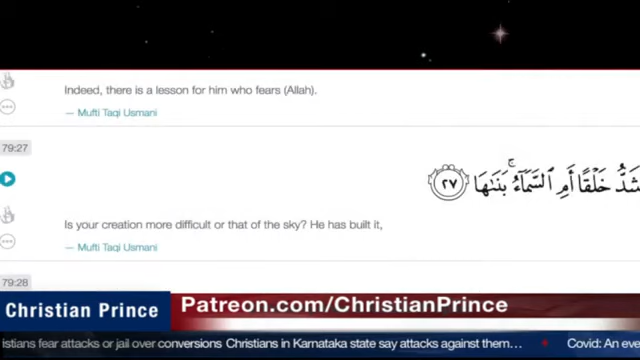 Indeed, there is a lesson for him who fears (Allah).
— Mufti Taqi Usmani
79:27
خَلْقًا أَمِ ٱلسَّمَآءُ ۚ بَنَىٰهَا ٢٧
Is your creation more difficult or that of the sky? He has built it,
— Mufti Taqi Usmani
79:28
Christian Prince
Patreon.com/ChristianPrince
istians fear attacks or jail over conversions Christians in Karnataka state say attacks against them... Covid: An eve